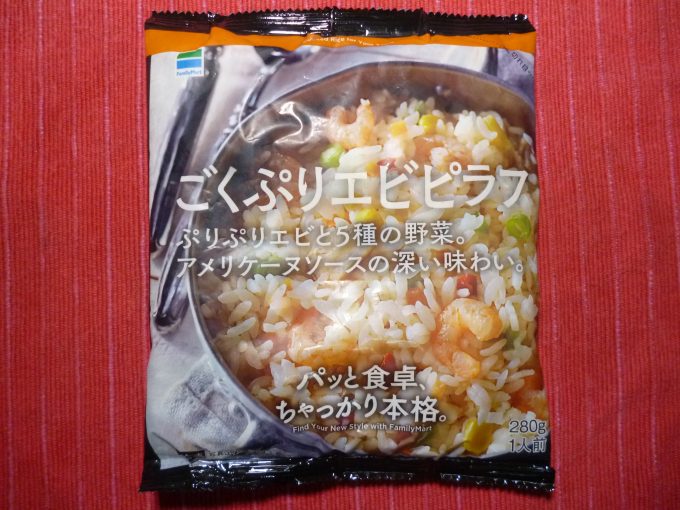 FamilyMart
ごくぷりエビピラフ
ぷりぷりエビと5種の野菜。
アメリケーヌソースの深い味わい。
パッと食卓、
ちゃっかり本格。
Find Your New Style with FamilyMart
280g
1人前